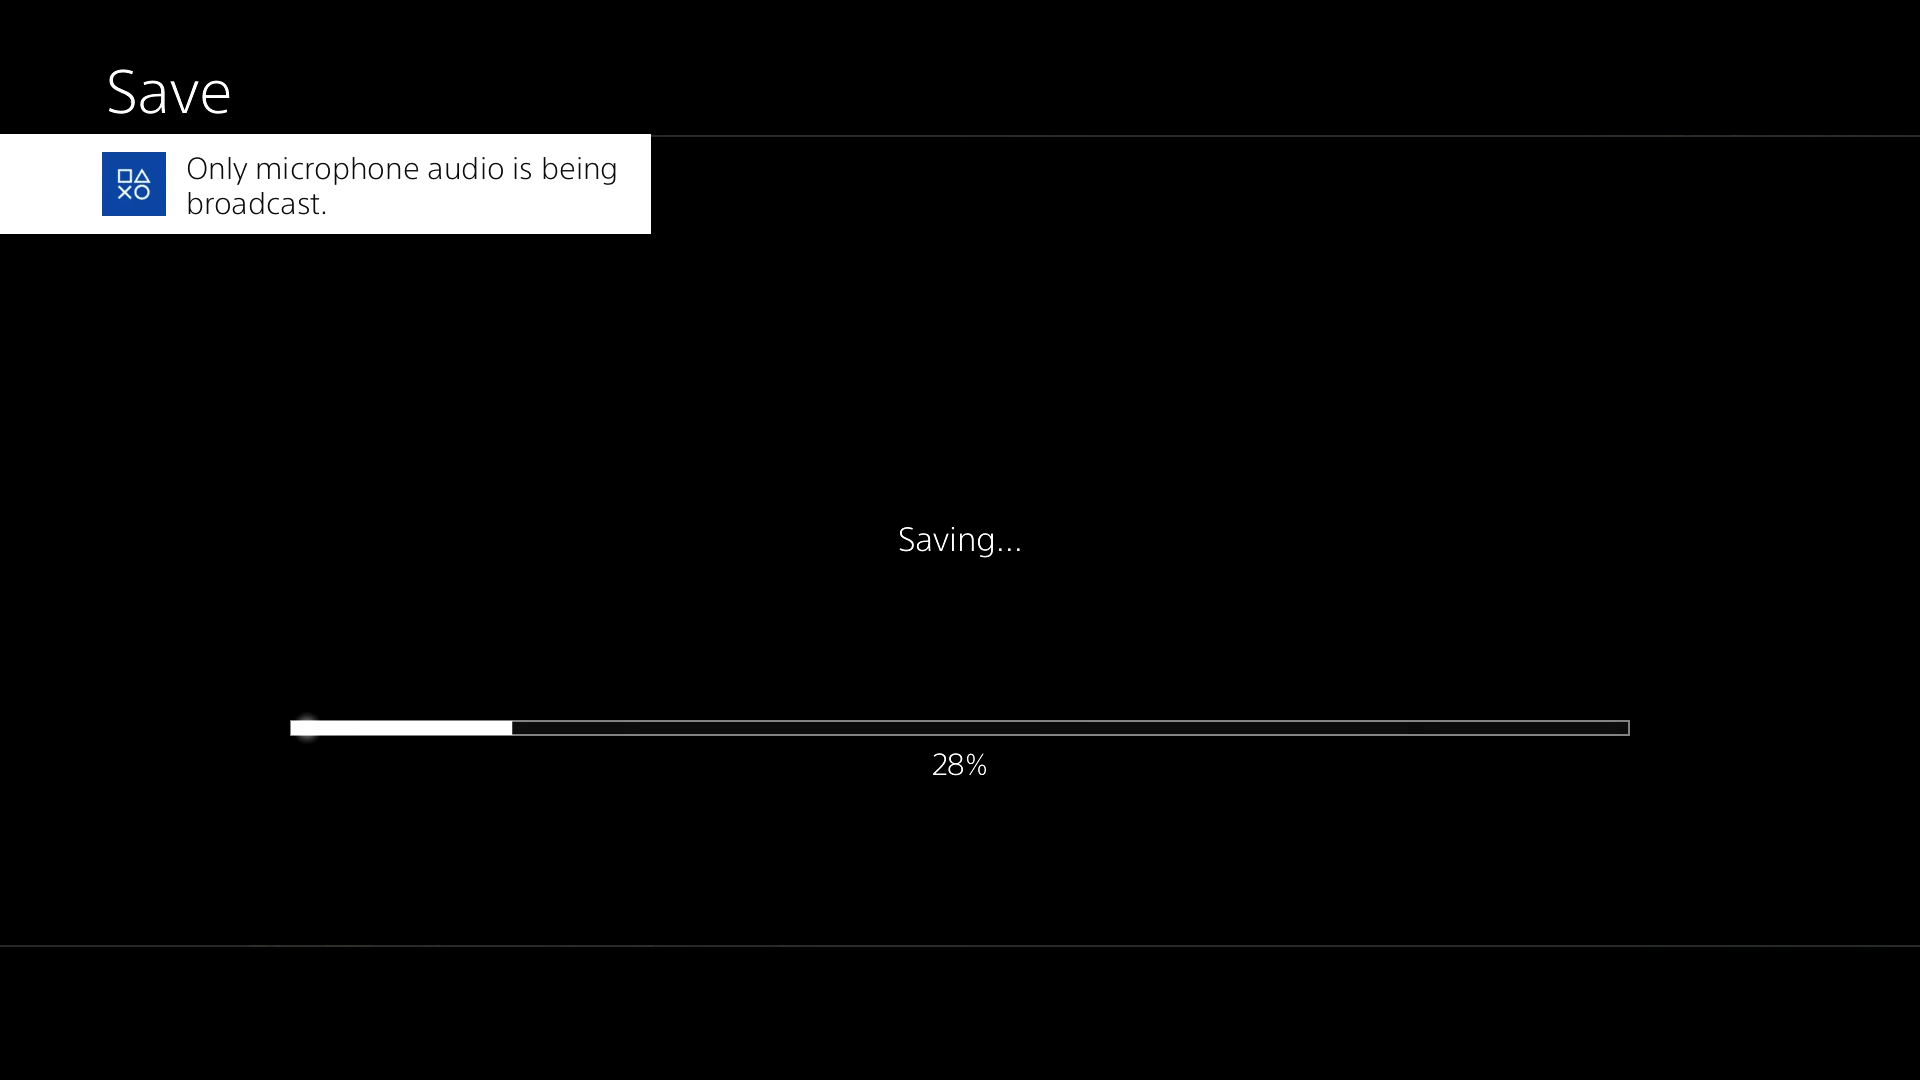 Save
Only microphone audio is being
broadcast.
Saving...
28%